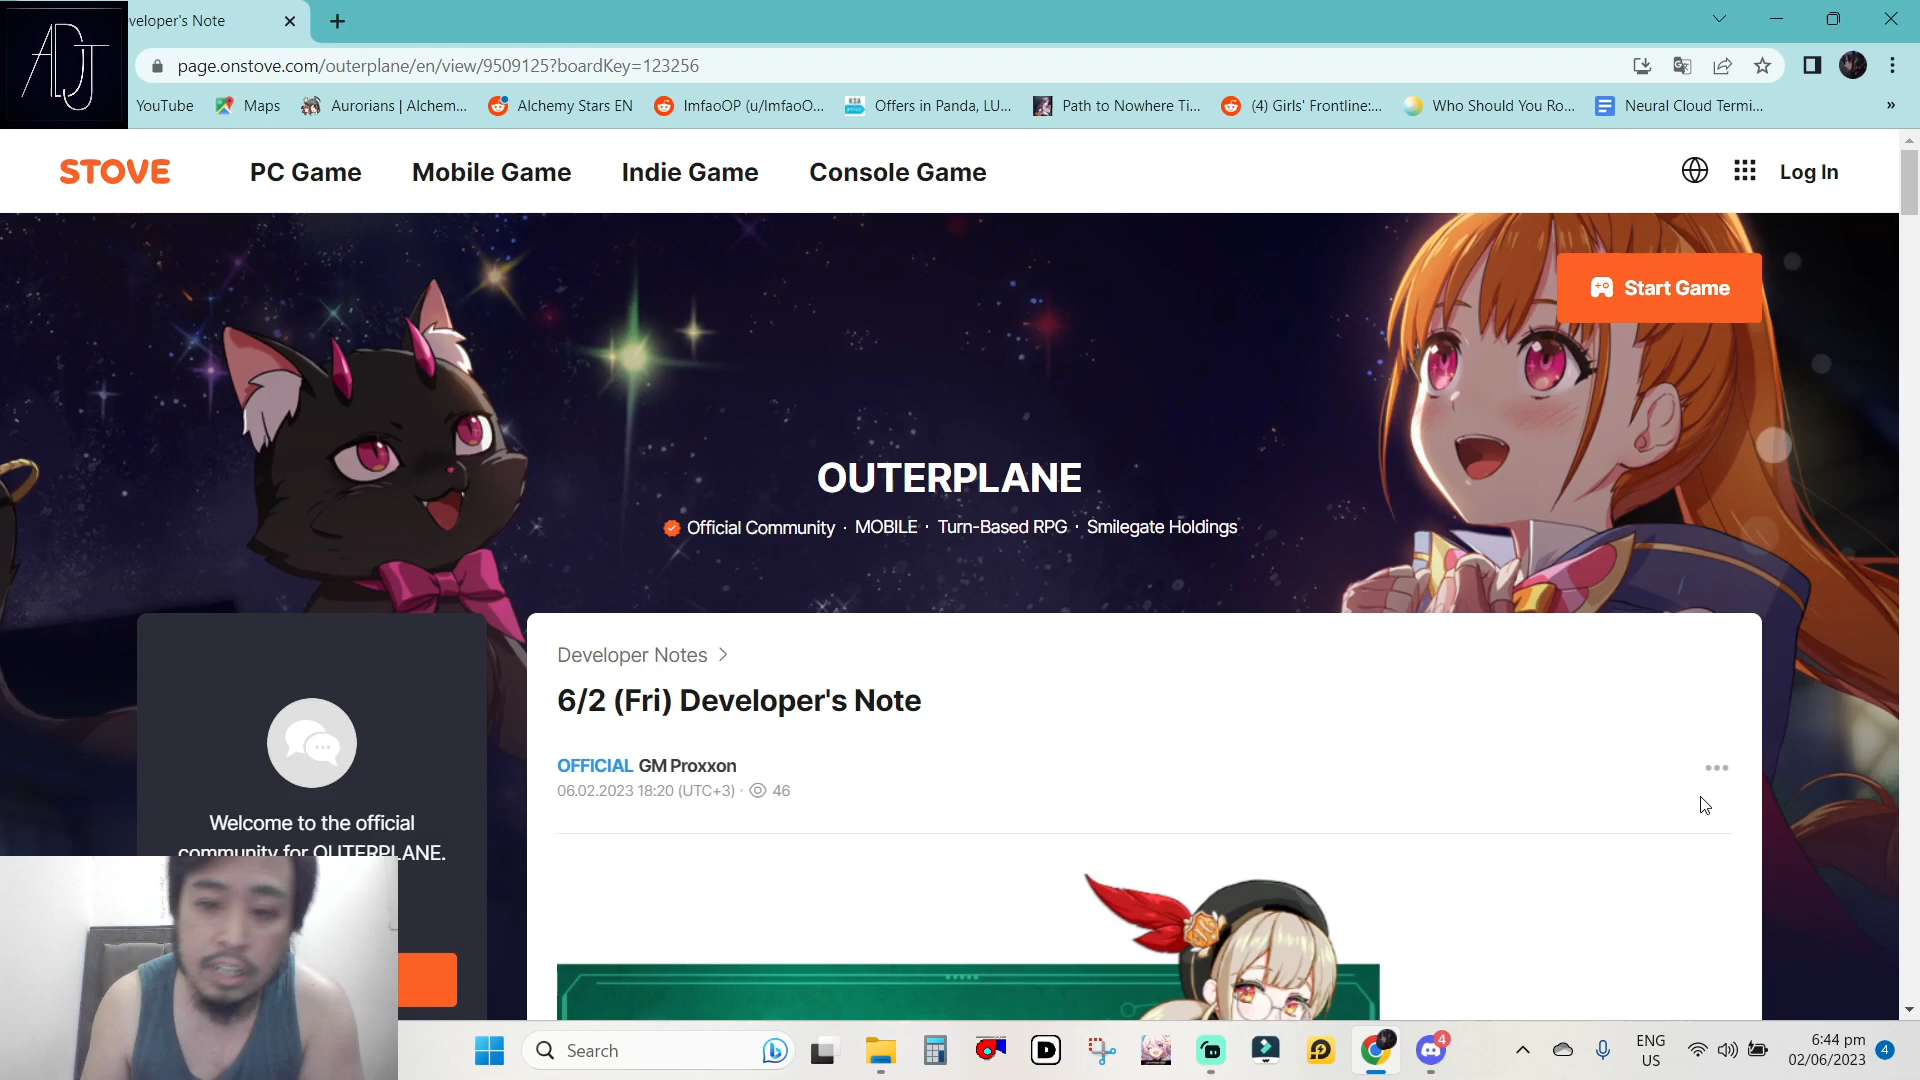 ADJ
veloper's Note
page.onstove.com/outerplane/en/view/9509125?boardKey=123256
YouTube
Maps
Aurorians | Alchem...
Alchemy Stars EN
lmfaoOP (u/lmfaoO...
Offers in Panda, LU...
Path to Nowhere Ti...
(4) Girls' Frontline:...
Who Should You Ro...
Neural Cloud Termi...
»
STOVE
PC Game
Mobile Game
Indie Game
Console Game
Log In
Start Game
OUTERPLANE
Official Community · MOBILE · Turn-Based RPG · Smilegate Holdings
Developer Notes >
6/2 (Fri) Developer's Note
OFFICIAL GM Proxxon
06.02.2023 18:20 (UTC+3) · 46
Welcome to the official
community for OUTERPLANE.
Search
4
ENG
US
6:44 pm
02/06/2023
4